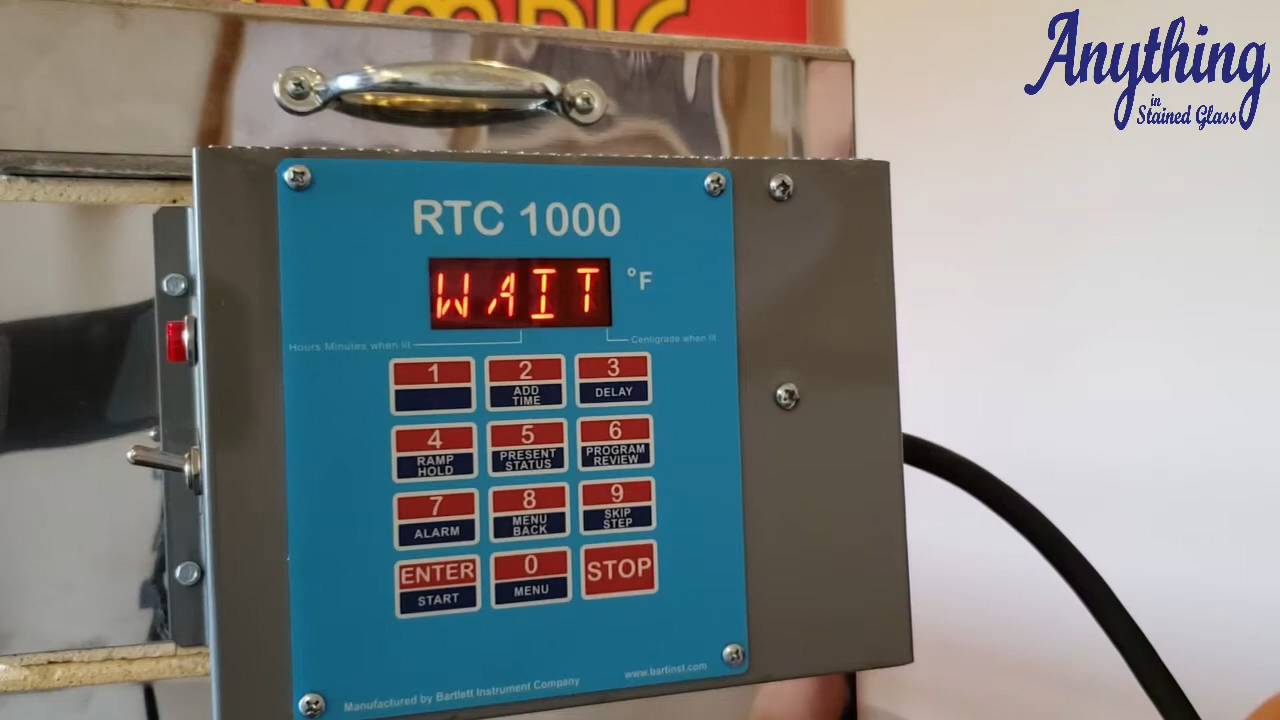 Anything
in
Stained Glass
RTC 1000
WAIT
°F
Hours Minutes when lit
Centigrade when lit
1
2
ADD
TIME
3
DELAY
4
RAMP
HOLD
5
PRESENT
STATUS
6
PROGRAM
REVIEW
7
ALARM
8
MENU
BACK
9
SKIP
STEP
ENTER
START
0
MENU
STOP
Manufactured by Bartlett Instrument Company
www.bartinst.com